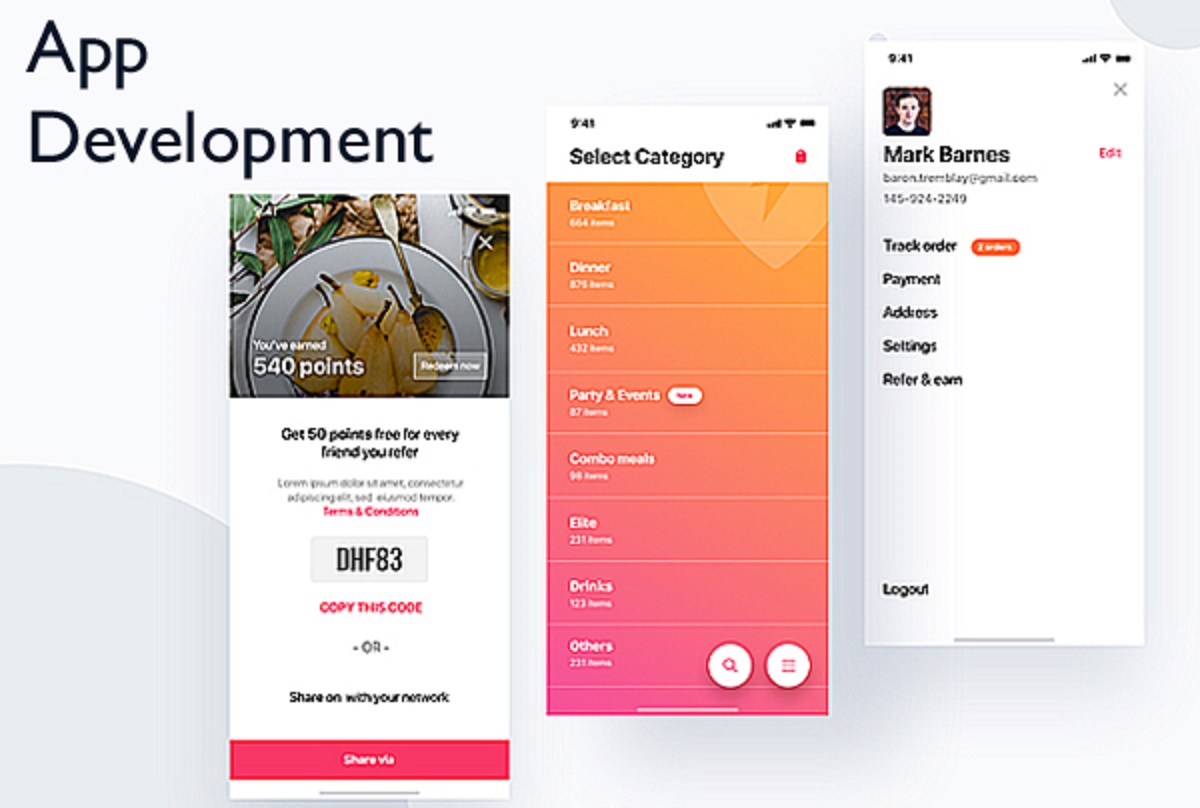 App
Development
You've earned
540 points
Redeem now
Get 50 points free for every
friend you refer
Lorem ipsum dolor sit amet, consectetur
adipiscing elit, sed eiusmod tempor.
Terms & Conditions
DHF83
COPY THIS CODE
- OR -
Share on with your network
Share via
9:41
Select Category
Breakfast
664 items
Dinner
876 items
Lunch
432 items
Party & Events New
87 items
Combo meals
98 items
Elite
231 items
Drinks
123 items
Others
231 items
9:41
Mark Barnes Edit
baron.tremblay@gmail.com
145-924-2249
Track order 2 orders
Payment
Address
Settings
Refer & earn
Logout